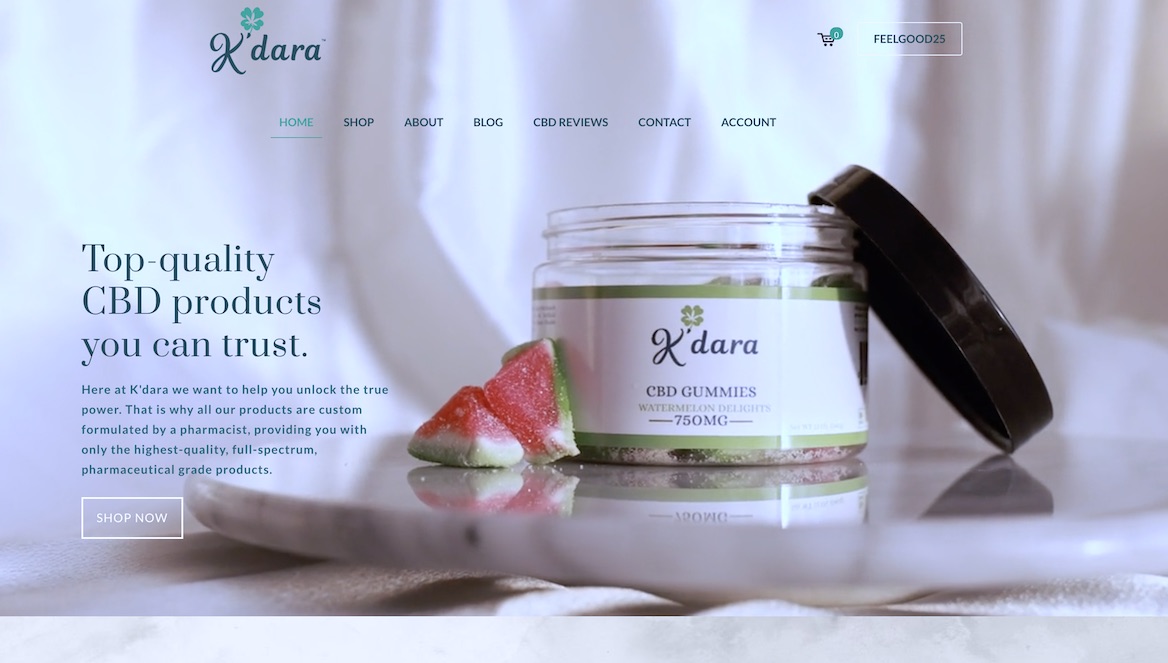 K'dara™
0
FEELGOOD25
HOME SHOP ABOUT BLOG CBD REVIEWS CONTACT ACCOUNT
Top-quality
CBD products
you can trust.
Here at K'dara we want to help you unlock the true
power. That is why all our products are custom
formulated by a pharmacist, providing you with
only the highest-quality, full-spectrum,
pharmaceutical grade products.
SHOP NOW
K'dara
CBD GUMMIES
WATERMELON DELIGHTS
750MG